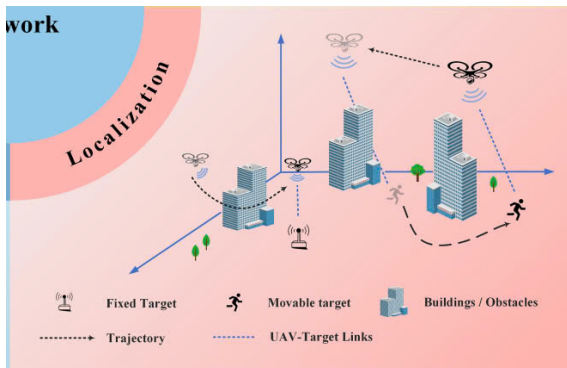 work
Localization
Fixed Target
Movable target
Buildings / Obstacles
Trajectory
UAV-Target Links